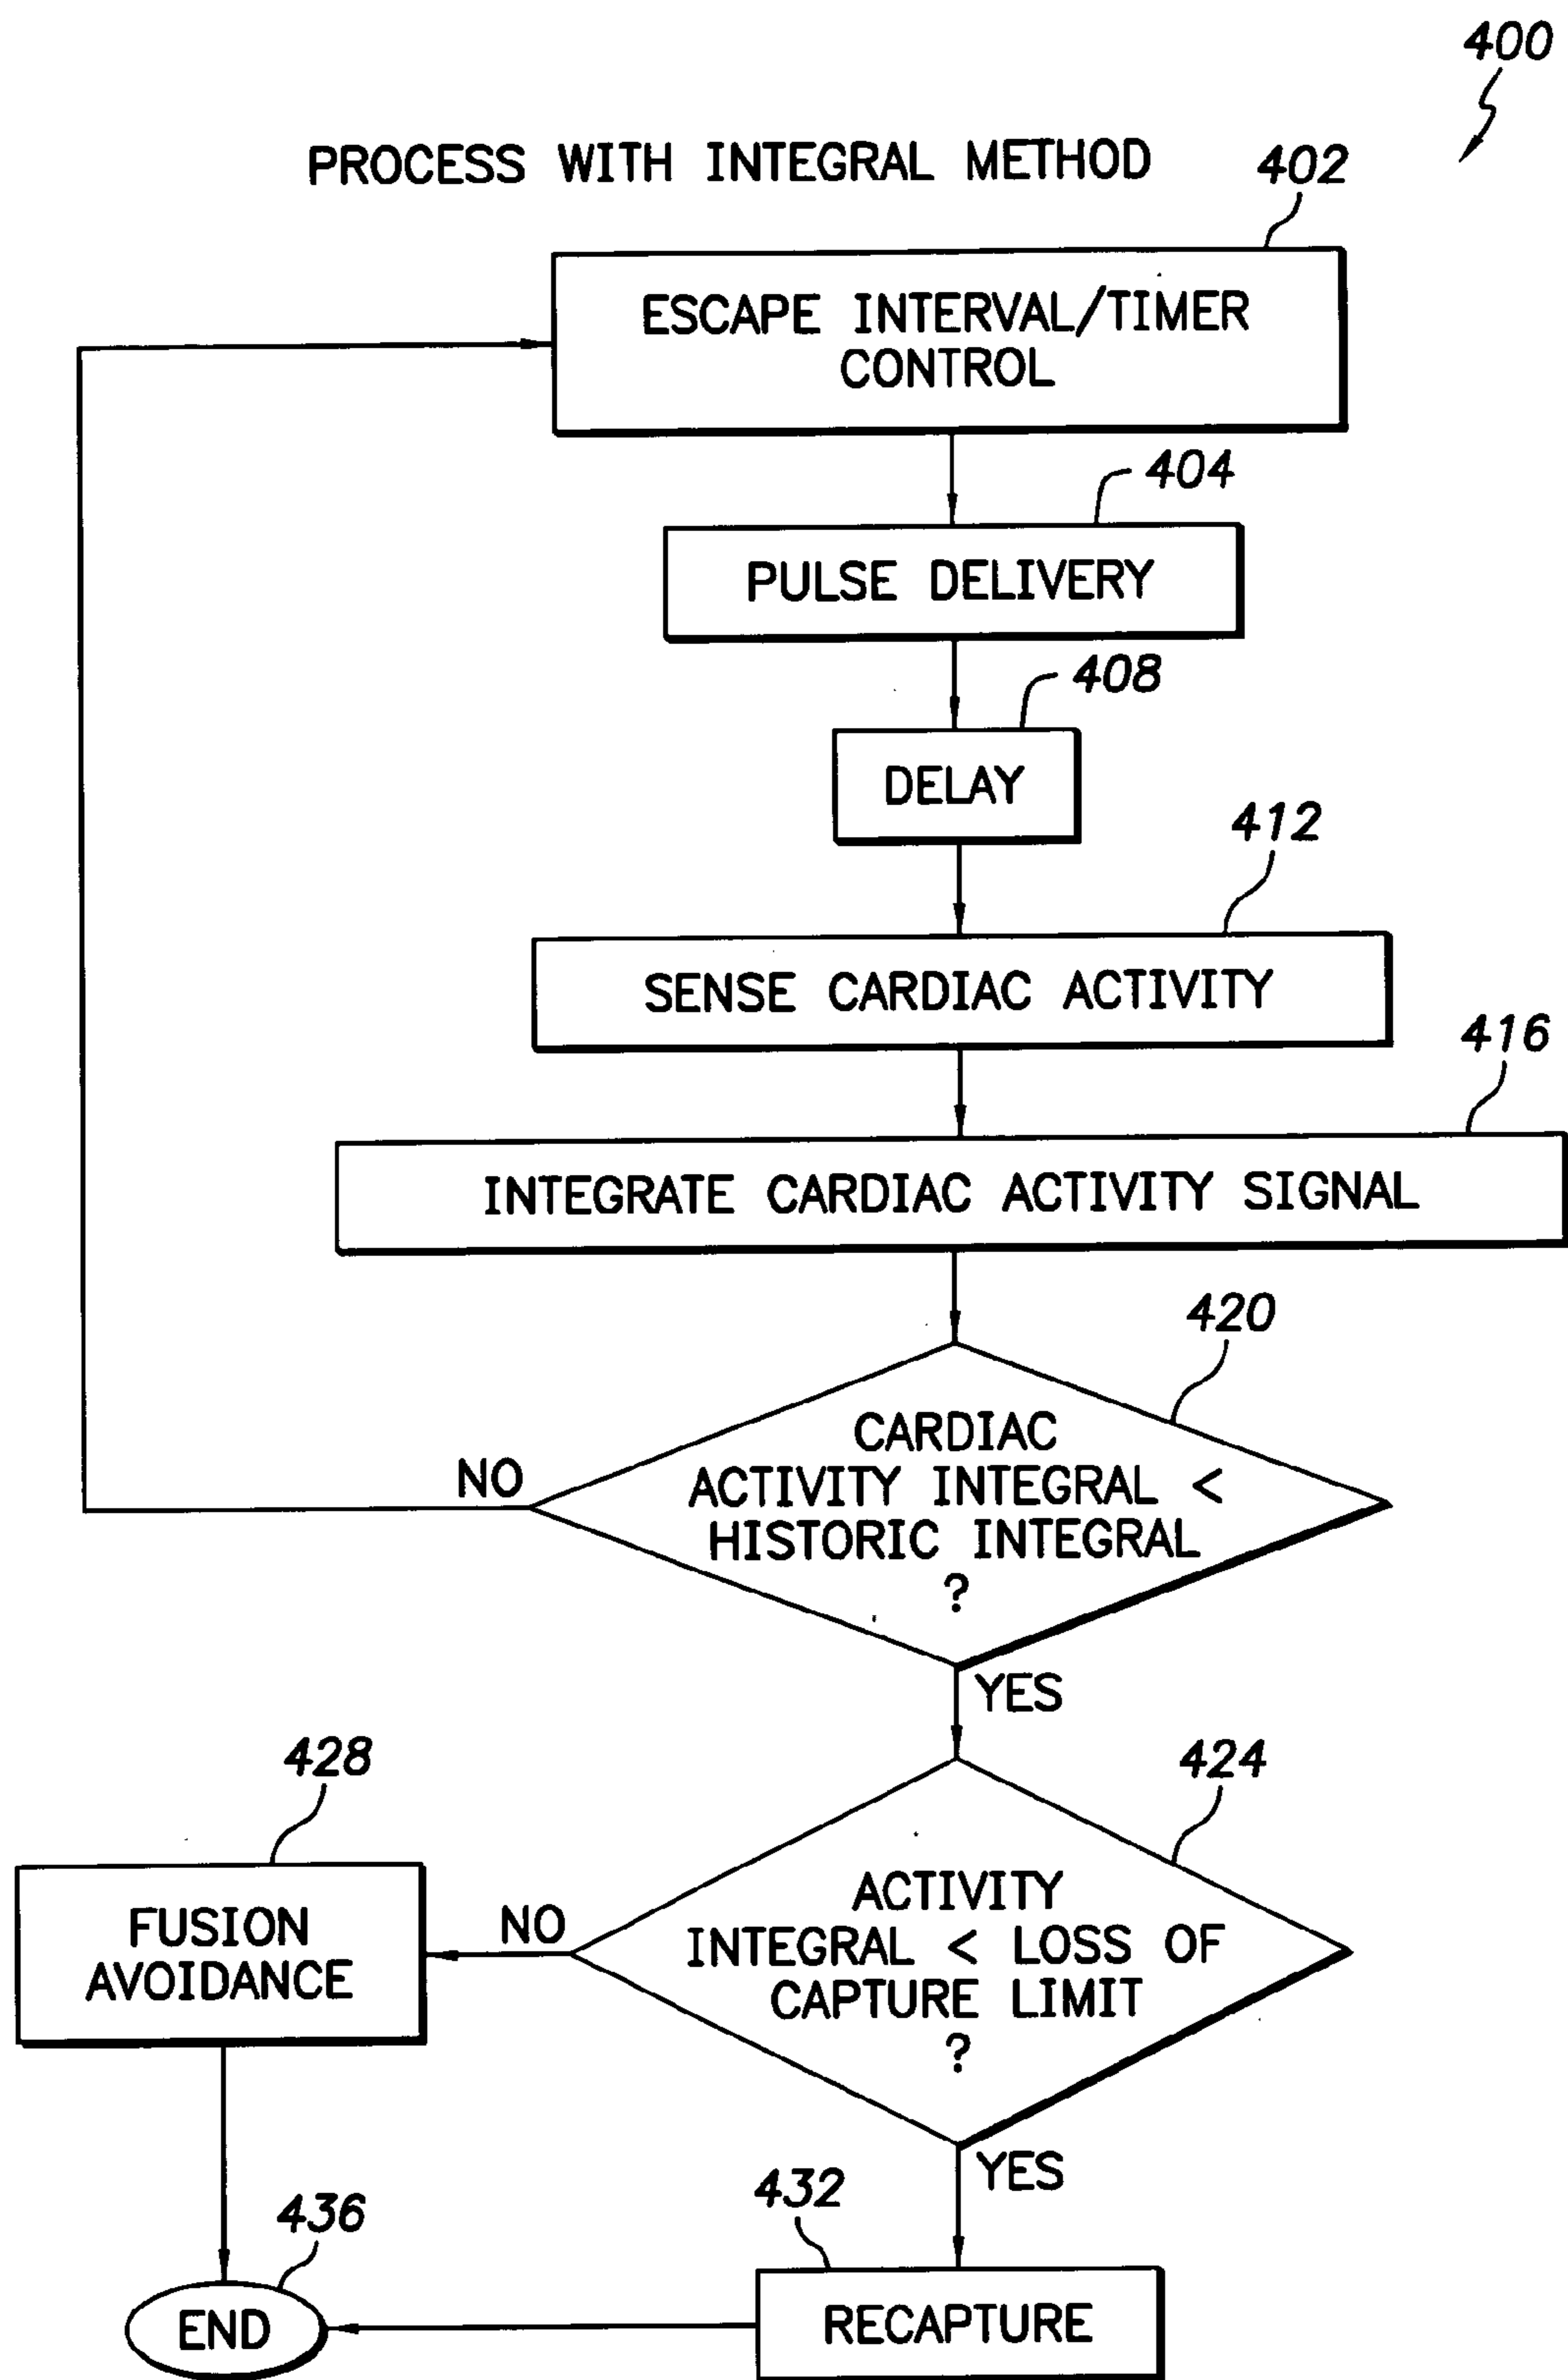 400
PROCESS WITH INTEGRAL METHOD
402
ESCAPE INTERVAL/TIMER
CONTROL
404
PULSE DELIVERY
408
DELAY
412
SENSE CARDIAC ACTIVITY
416
INTEGRATE CARDIAC ACTIVITY SIGNAL
420
CARDIAC
ACTIVITY INTEGRAL <
HISTORIC INTEGRAL
?
NO
YES
424
ACTIVITY
INTEGRAL < LOSS OF
CAPTURE LIMIT
?
NO
428
FUSION
AVOIDANCE
YES
432
RECAPTURE
436
END